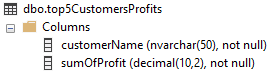 dbo.top5CustomersProfits
Columns
customerName (nvarchar(50), not null)
sumOfProfit (decimal(10,2), not null)